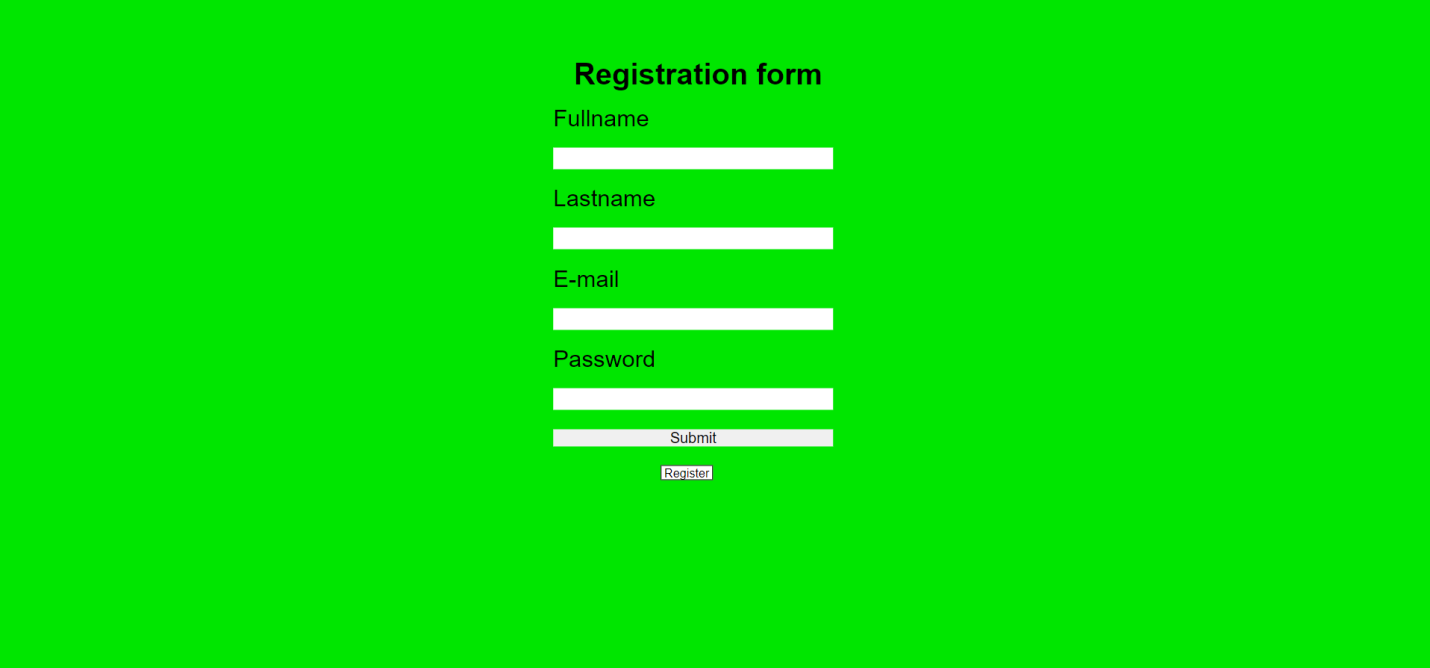 Registration form
Fullname
Lastname
E-mail
Password
Submit
Register